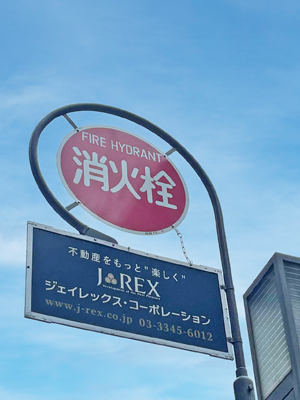 FIRE HYDRANT
消火栓
不動産をもっと"楽しく"
J REX
ジェイレックス・コーポレーション
www.j-rex.co.jp 03-3345-6012